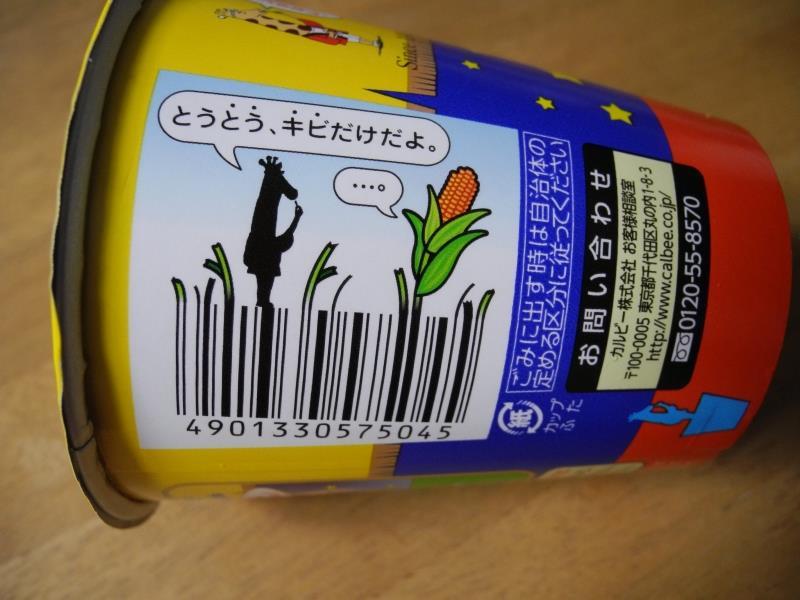 Since
とうとう、キビだけだよ。
…。
4901330575045
ごみに出す時は自治体の
定める区分に従ってください
紙
カップ
ふた
お問い合わせ
カルビー株式会社 お客様相談室
〒100-0005 東京都千代田区丸の内1-8-3
http://www.calbee.co.jp/
0120-55-8570